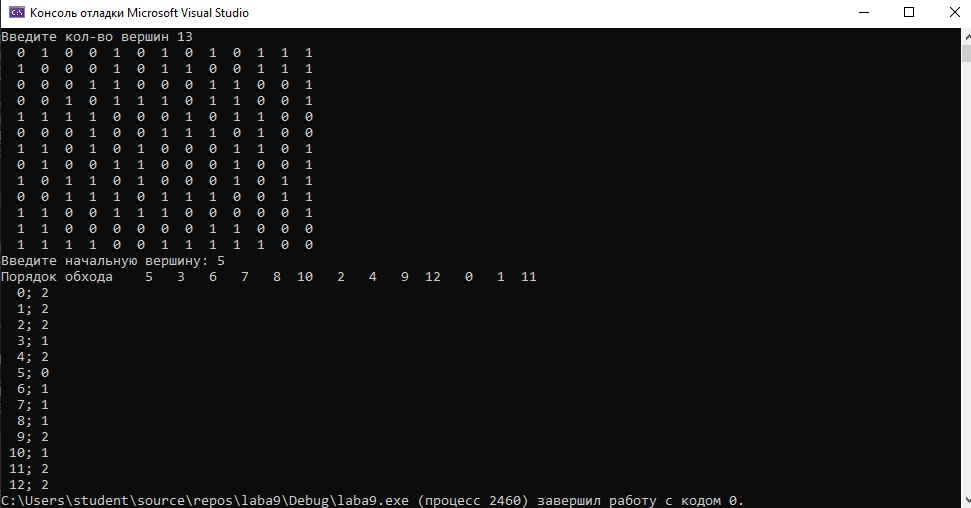 Консоль отладки Microsoft Visual Studio
Введите кол-во вершин 13
0 1 0 0 1 0 1 0 1 0 1 1 1
1 0 0 0 1 0 1 1 0 0 1 1 1
0 0 0 1 1 0 0 0 1 1 0 0 1
0 0 1 0 1 1 1 0 1 1 0 0 1
1 1 1 1 0 0 0 1 0 1 1 0 0
0 0 0 1 0 0 1 1 1 0 1 0 0
1 1 0 1 0 1 0 0 0 1 1 0 1
0 1 0 0 1 1 0 0 0 1 0 0 1
1 0 1 1 0 1 0 0 0 1 0 1 1
0 0 1 1 1 0 1 1 1 0 0 1 1
1 1 0 0 1 1 1 0 0 0 0 0 1
1 1 0 0 0 0 0 0 1 1 0 0 0
1 1 1 1 0 0 1 1 1 1 1 0 0
Введите начальную вершину: 5
Порядок обхода 5 3 6 7 8 10 2 4 9 12 0 1 11
0; 2
1; 2
2; 2
3; 1
4; 2
5; 0
6; 1
7; 1
8; 1
9; 2
10; 1
11; 2
12; 2
C:\Users\student\source\repos\laba9\Debug\laba9.exe (процесс 2460) завершил работу с кодом 0.